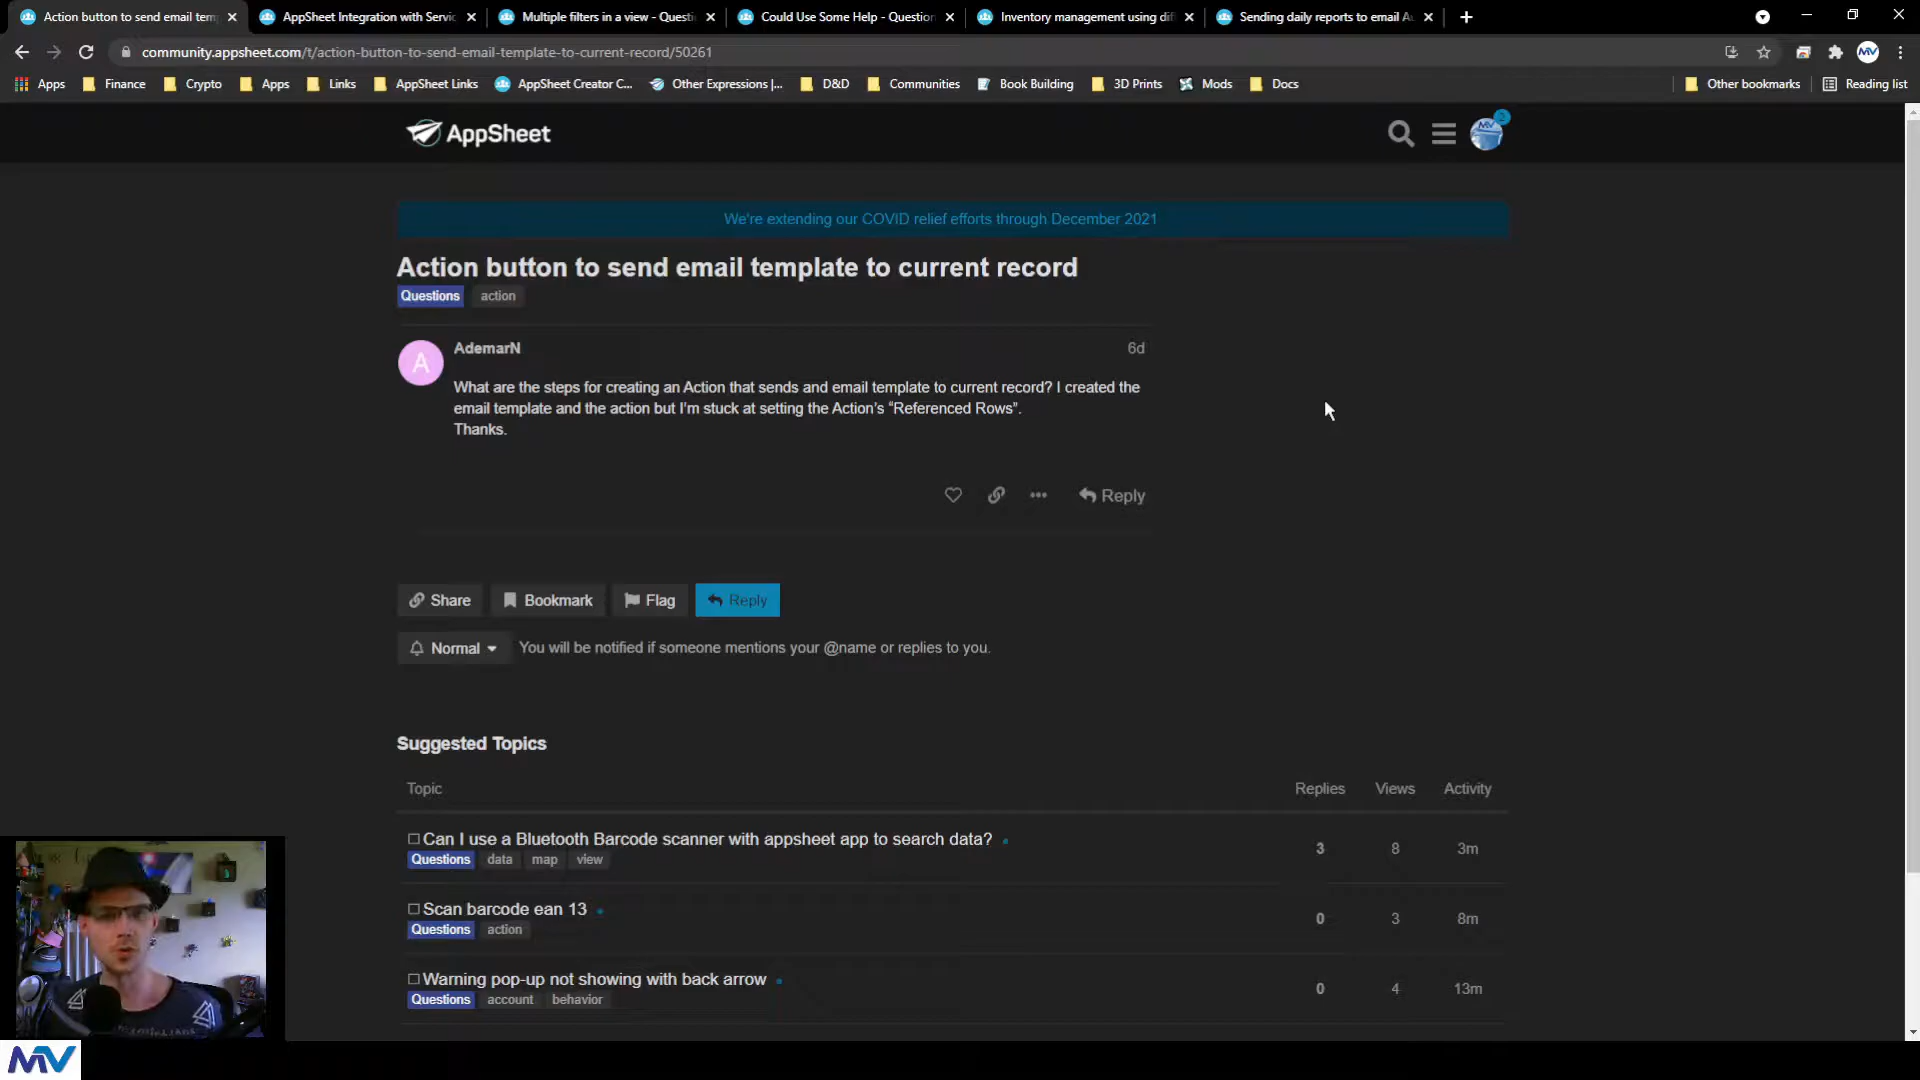 Action button to send email tem
AppSheet Integration with Servic
Multiple filters in a view - Questi
Could Use Some Help - Question
Inventory management using dif
Sending daily reports to email A
community.appsheet.com/t/action-button-to-send-email-template-to-current-record/50261
MV
Apps
Finance
Crypto
Apps
Links
AppSheet Links
AppSheet Creator C...
Other Expressions |...
D&D
Communities
Book Building
3D Prints
Mods
Docs
Other bookmarks
Reading list
AppSheet
MV
2
We're extending our COVID relief efforts through December 2021
Action button to send email template to current record
Questions action
A
AdemarN 6d
What are the steps for creating an Action that sends and email template to current record? I created the
email template and the action but I'm stuck at setting the Action's “Referenced Rows”.
Thanks.
Reply
Share Bookmark Flag Reply
Normal You will be notified if someone mentions your @name or replies to you.
Suggested Topics
Topic Replies Views Activity
Can I use a Bluetooth Barcode scanner with appsheet app to search data? 3 8 3m
Questions data map view
Scan barcode ean 13 0 3 8m
Questions action
Warning pop-up not showing with back arrow 0 4 13m
Questions account behavior
MV